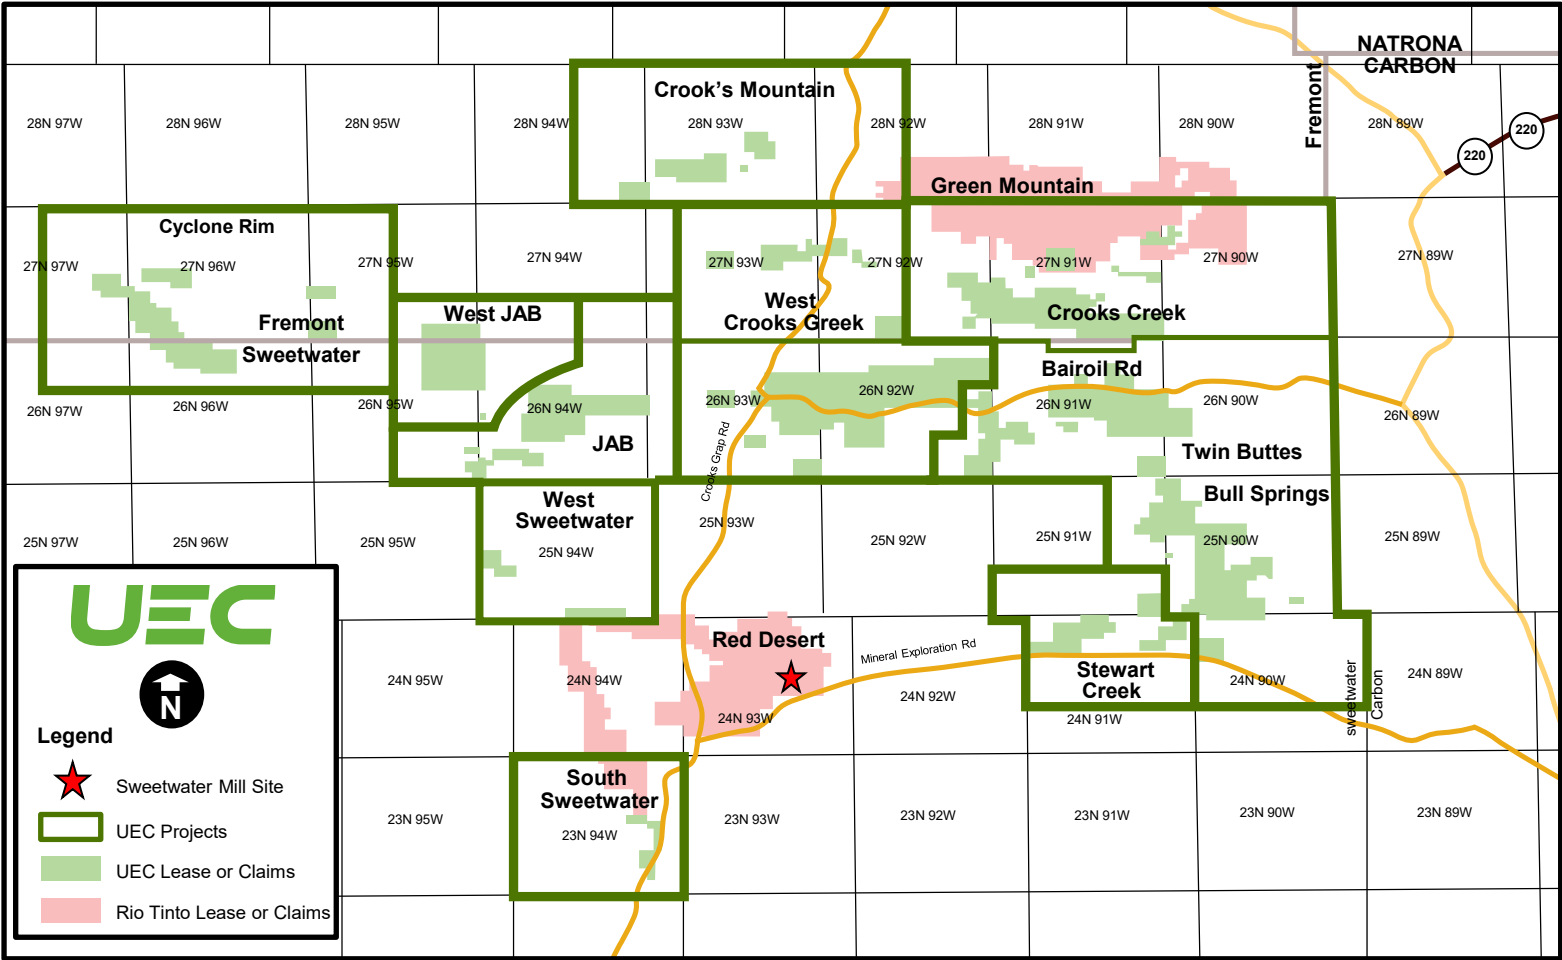 NATRONA
CARBON
Fremont
Crook's Mountain
28N 97W
28N 96W
28N 95W
28N 94W
28N 93W
28N 92W
28N 91W
28N 90W
28N 89W
220
220
Green Mountain
Cyclone Rim
27N 97W
27N 96W
27N 95W
27N 94W
27N 93W
27N 92W
27N 91W
27N 90W
27N 89W
West JAB
West
Crooks Greek
Crooks Creek
Fremont
Sweetwater
Bairoil Rd
26N 97W
26N 96W
26N 95W
26N 94W
26N 93W
26N 92W
26N 91W
26N 90W
26N 89W
JAB
Crooks Grap Rd
Twin Buttes
Bull Springs
West
Sweetwater
25N 97W
25N 96W
25N 95W
25N 94W
25N 93W
25N 92W
25N 91W
25N 90W
25N 89W
Red Desert
Mineral Exploration Rd
Stewart
Creek
sweetwater
Carbon
24N 95W
24N 94W
24N 93W
24N 92W
24N 91W
24N 90W
24N 89W
South
Sweetwater
23N 95W
23N 94W
23N 93W
23N 92W
23N 91W
23N 90W
23N 89W
UEC
N
Legend
Sweetwater Mill Site
UEC Projects
UEC Lease or Claims
Rio Tinto Lease or Claims